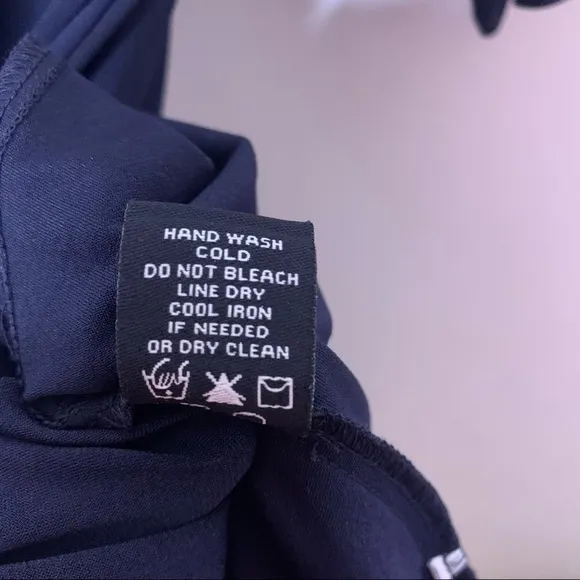 HAND WASH
COLD
DO NOT BLEACH
LINE DRY
COOL IRON
IF NEEDED
OR DRY CLEAN